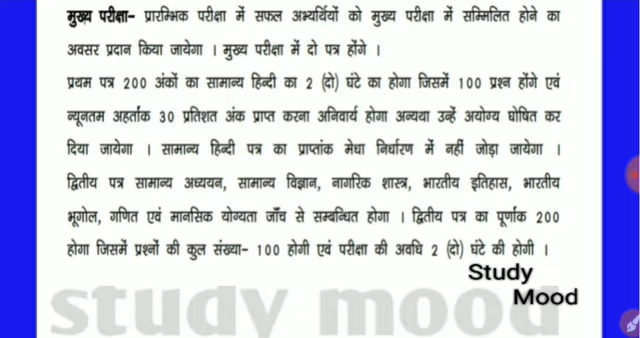 मुख्य परीक्षा- प्रारम्भिक परीक्षा में सफल अभ्यर्थियों को मुख्य परीक्षा में सम्मिलित होने का
अवसर प्रदान किया जायेगा । मुख्य परीक्षा में दो पत्र होंगे ।
प्रथम पत्र 200 अंकों का सामान्य हिन्दी का 2 (दो) घंटे का होगा जिसमें 100 प्रश्न होंगे एवं
न्यूनतम अहर्तांक 30 प्रतिशत अंक प्राप्त करना अनिवार्य होगा अन्यथा उन्हें अयोग्य घोषित कर
दिया जायेगा । सामान्य हिन्दी पत्र का प्राप्तांक मेधा निर्धारण में नहीं जोड़ा जायेगा ।
द्वितीय पत्र सामान्य अध्ययन, सामान्य विज्ञान, नागरिक शास्त्र, भारतीय इतिहास, भारतीय
भूगोल, गणित एवं मानसिक योग्यता जाँच से सम्बन्धित होगा । द्वितीय पत्र का पूर्णांक 200
होगा जिसमें प्रश्नों की कुल संख्या- 100 होगी एवं परीक्षा की अवधि 2 (दो) घंटे की होगी ।
Study
Mood
study mood